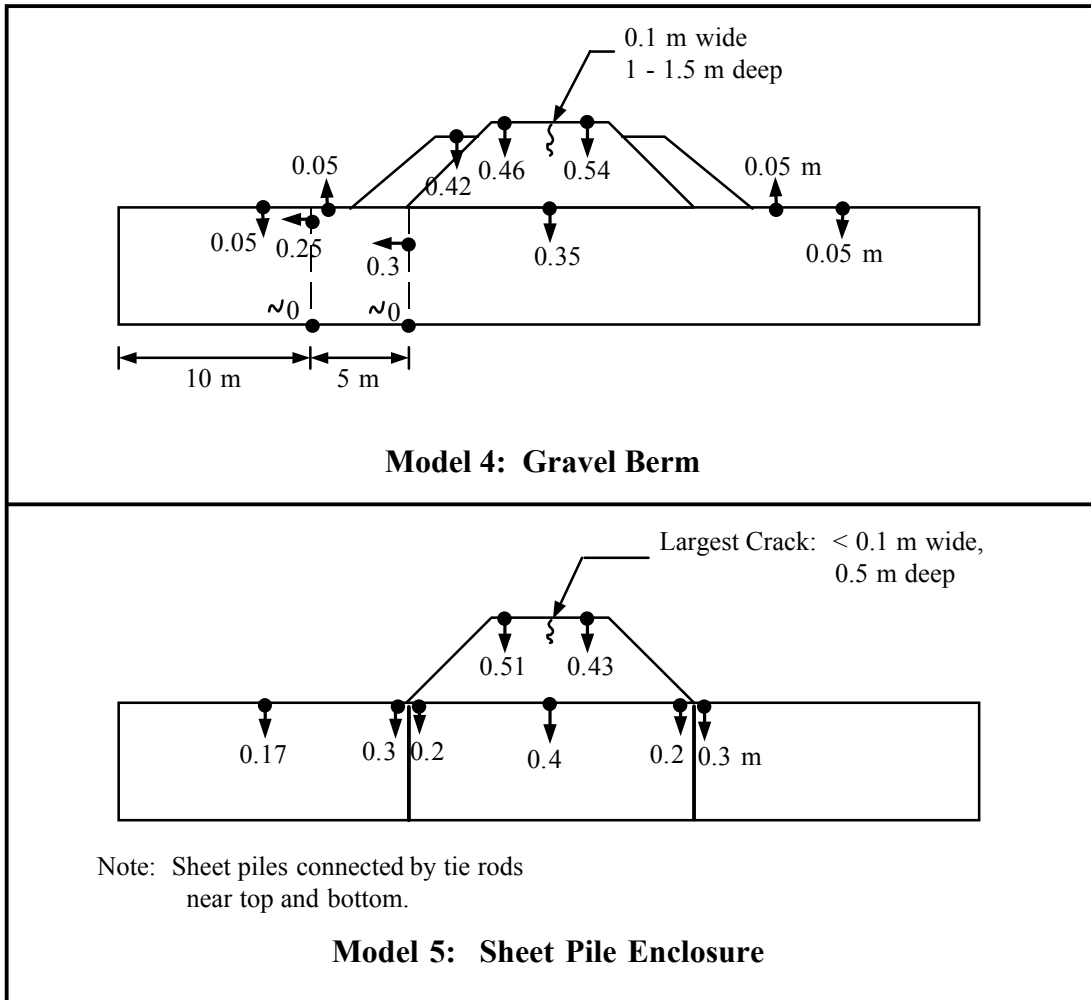 0.1 m wide
1 - 1.5 m deep
0.05
0.42
0.46
0.54
0.05 m
0.05
0.25
0.3
0.35
0.05 m
~0
~0
10 m
5 m
Model 4: Gravel Berm
Largest Crack: < 0.1 m wide,
0.5 m deep
0.51
0.43
0.17
0.3
0.2
0.4
0.2
0.3 m
Note: Sheet piles connected by tie rods
near top and bottom.
Model 5: Sheet Pile Enclosure